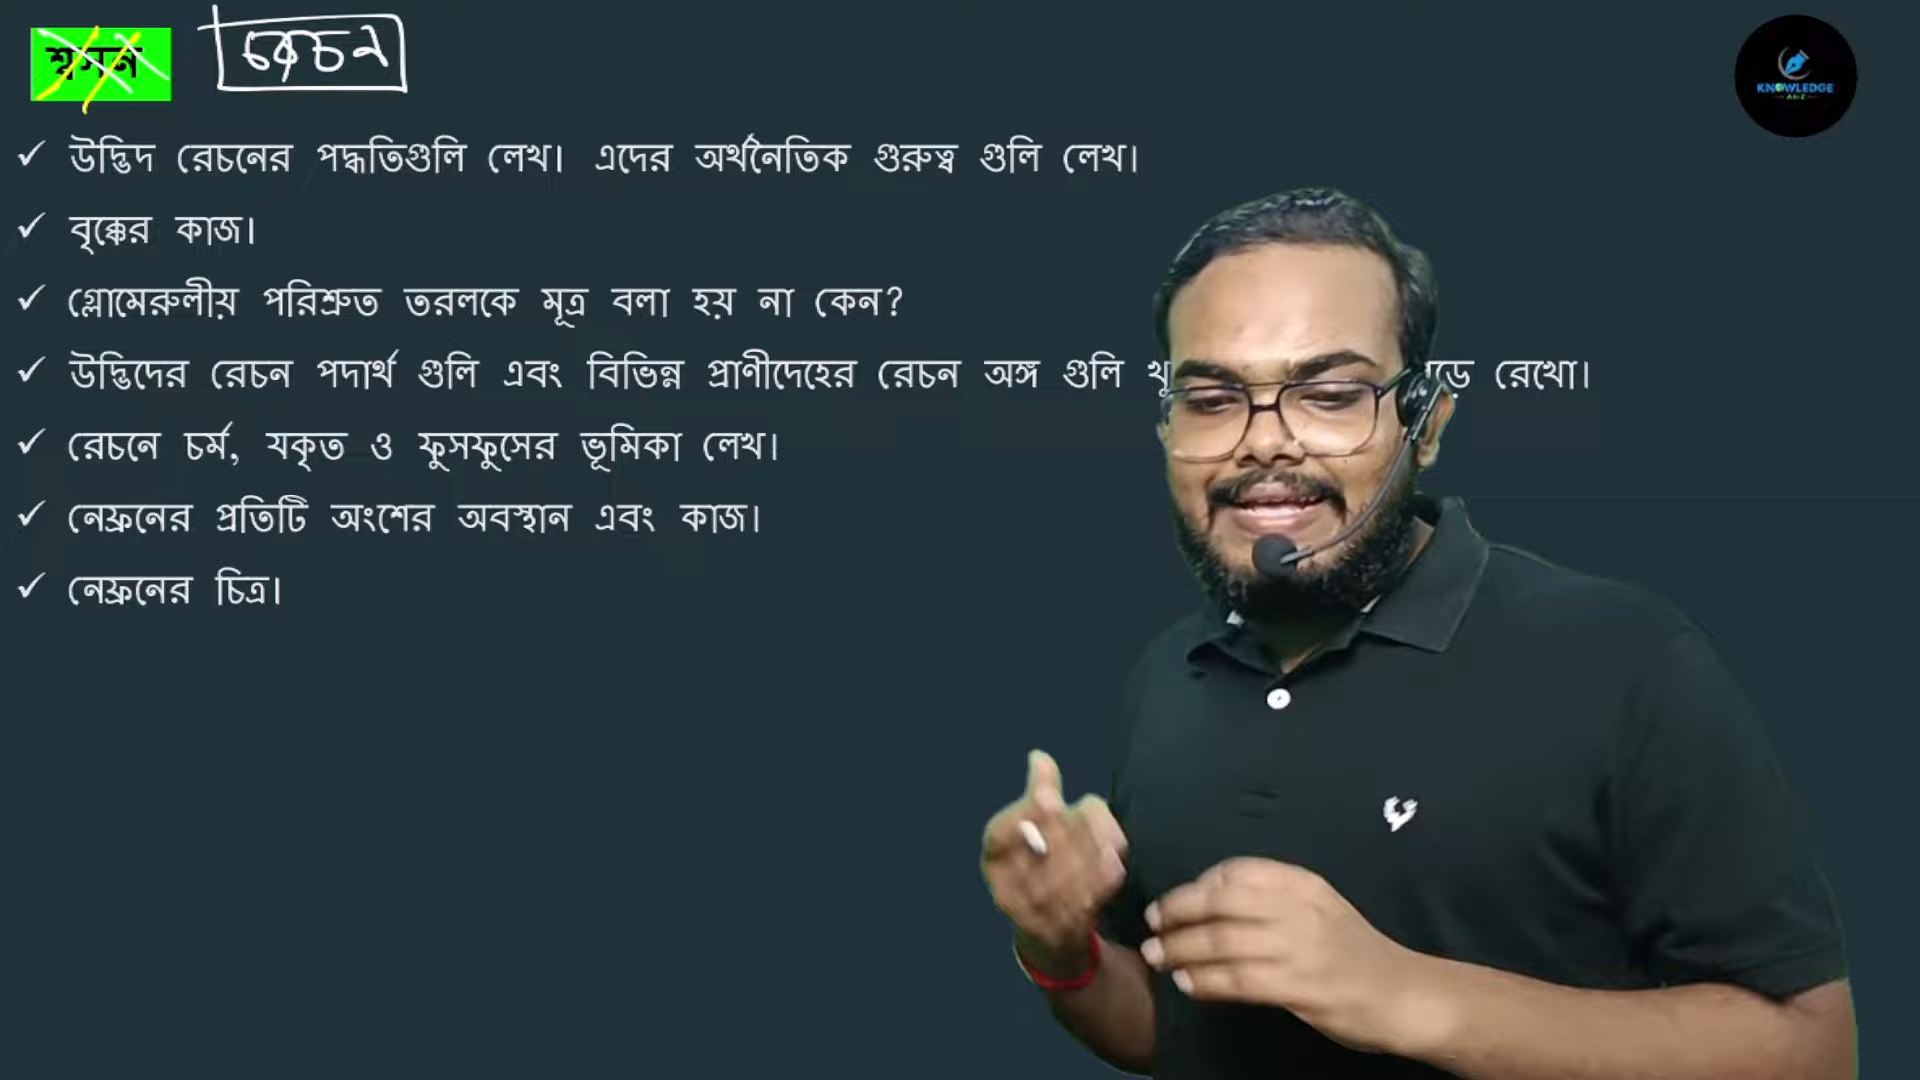 শ্বসন রেচন
KNOWLEDGE
✓ উদ্ভিদ রেচনের পদ্ধতিগুলি লেখ। এদের অর্থনৈতিক গুরুত্ব গুলি লেখ।
✓ বৃক্কের কাজ।
✓ গ্লোমেরুলীয় পরিশ্রুত তরলকে মূত্র বলা হয় না কেন?
✓ উদ্ভিদের রেচন পদার্থ গুলি এবং বিভিন্ন প্রাণীদেহের রেচন অঙ্গ গুলি রেখো।
✓ রেচনে চর্ম, যকৃত ও ফুসফুসের ভূমিকা লেখ।
✓ নেফ্রনের প্রতিটি অংশের অবস্থান এবং কাজ।
✓ নেফ্রনের চিত্র।